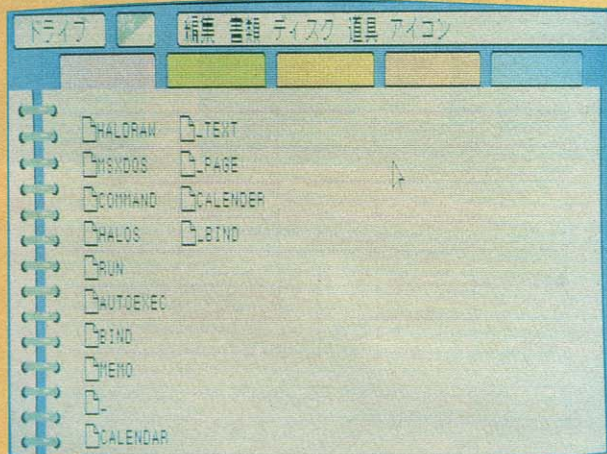 ドライブ
編集 書類 ディスク 道具 アイコン
HALDRAW
MSXDOS
COMMAND
HALOS
RUN
AUTOEXEC
BIND
MEMO
_
CALENDAR
_TEXT
_PAGE
CALENDER
_BIND